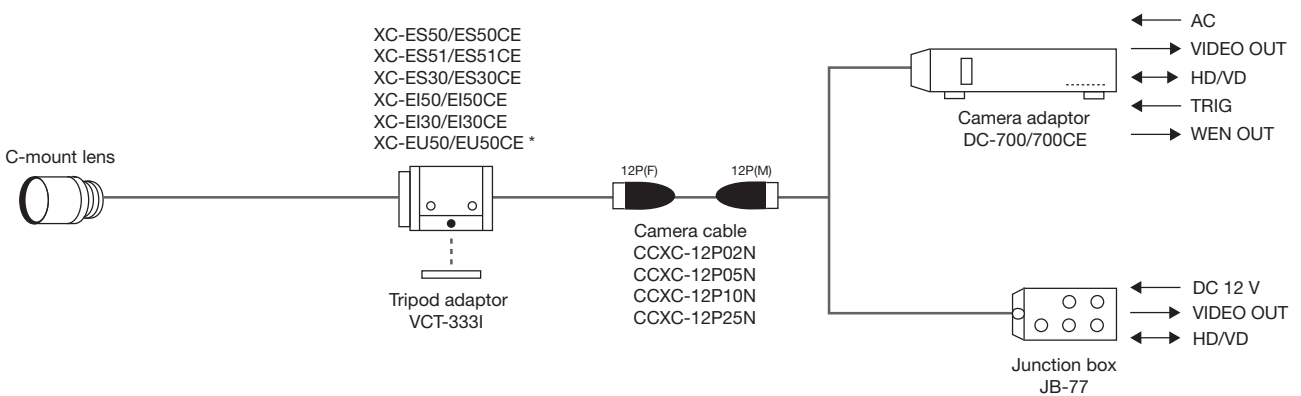 C-mount lens
XC-ES50/ES50CE
XC-ES51/ES51CE
XC-ES30/ES30CE
XC-EI50/EI50CE
XC-EI30/EI30CE
XC-EU50/EU50CE *
Tripod adaptor
VCT-333I
12P(F)
12P(M)
Camera cable
CCXC-12P02N
CCXC-12P05N
CCXC-12P10N
CCXC-12P25N
Camera adaptor
DC-700/700CE
AC
VIDEO OUT
HD/VD
TRIG
WEN OUT
Junction box
JB-77
DC 12 V
VIDEO OUT
HD/VD